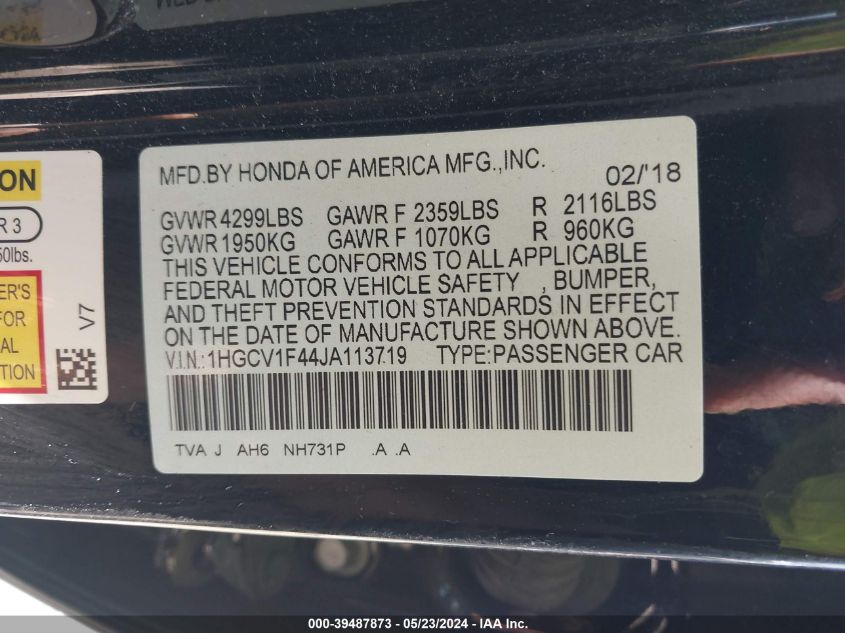 ON
R 3
50lbs.
ER'S
FOR
AL
TION
V7
MFD.BY HONDA OF AMERICA MFG.,INC. 02/'18
GVWR 4299LBS GAWR F 2359LBS R 2116LBS
GVWR 1950KG GAWR F 1070KG R 960KG
THIS VEHICLE CONFORMS TO ALL APPLICABLE
FEDERAL MOTOR VEHICLE SAFETY , BUMPER,
AND THEFT PREVENTION STANDARDS IN EFFECT
ON THE DATE OF MANUFACTURE SHOWN ABOVE.
V.I.N.:1HGCV1F44JA113719 TYPE:PASSENGER CAR
TVA J AH6 NH731P .A .A
000-39487873 - 05/23/2024 - IAA Inc.